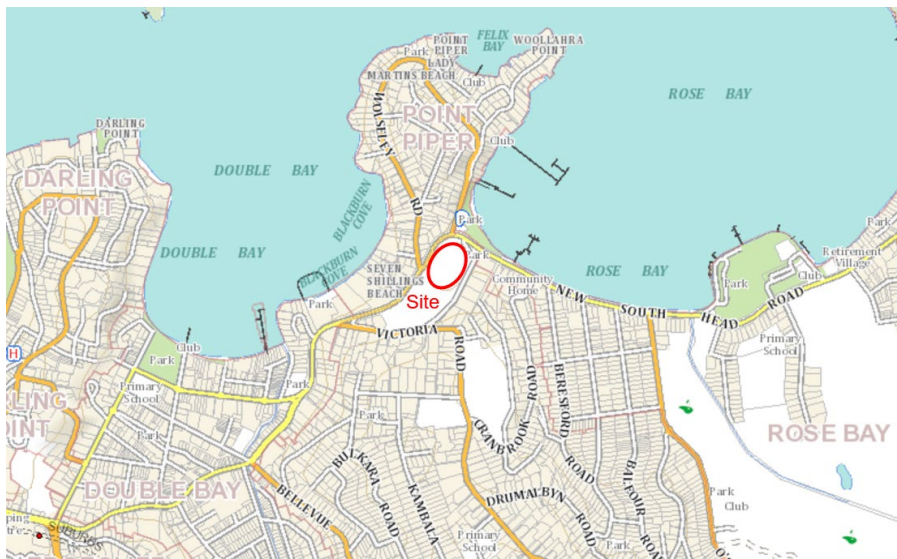 POINT
PIPER
FELIX
BAY
WOOLLAHRA
POINT
Park
LADY
MARTINS BEACH
Club
WOLSELEY
RD
POINT
PIPER
ROSE BAY
DARLING
POINT
DARLING
POINT
DOUBLE BAY
Club
BLACKBURN
COVE
DOUBLE BAY
BLACKBURN
COVE
Park
Park
SEVEN
SHILLINGS
BEACH
Site
Park
Community
Home
ROSE BAY
NEW SOUTH HEAD ROAD
Park
Retirement
Village
Club
Park
Primary
School
VICTORIA ROAD
Club
Park
H
Primary
School
Park
Park
Park
CRANBROOK
ROAD
BERESFORD
ROAD
BALFOUR
ROAD
ROSE BAY
DOUBLE BAY
BULKARA
ROAD
KAMBALA
BELLEVUE
DRUMALBYN
Primary
School
Park
Club